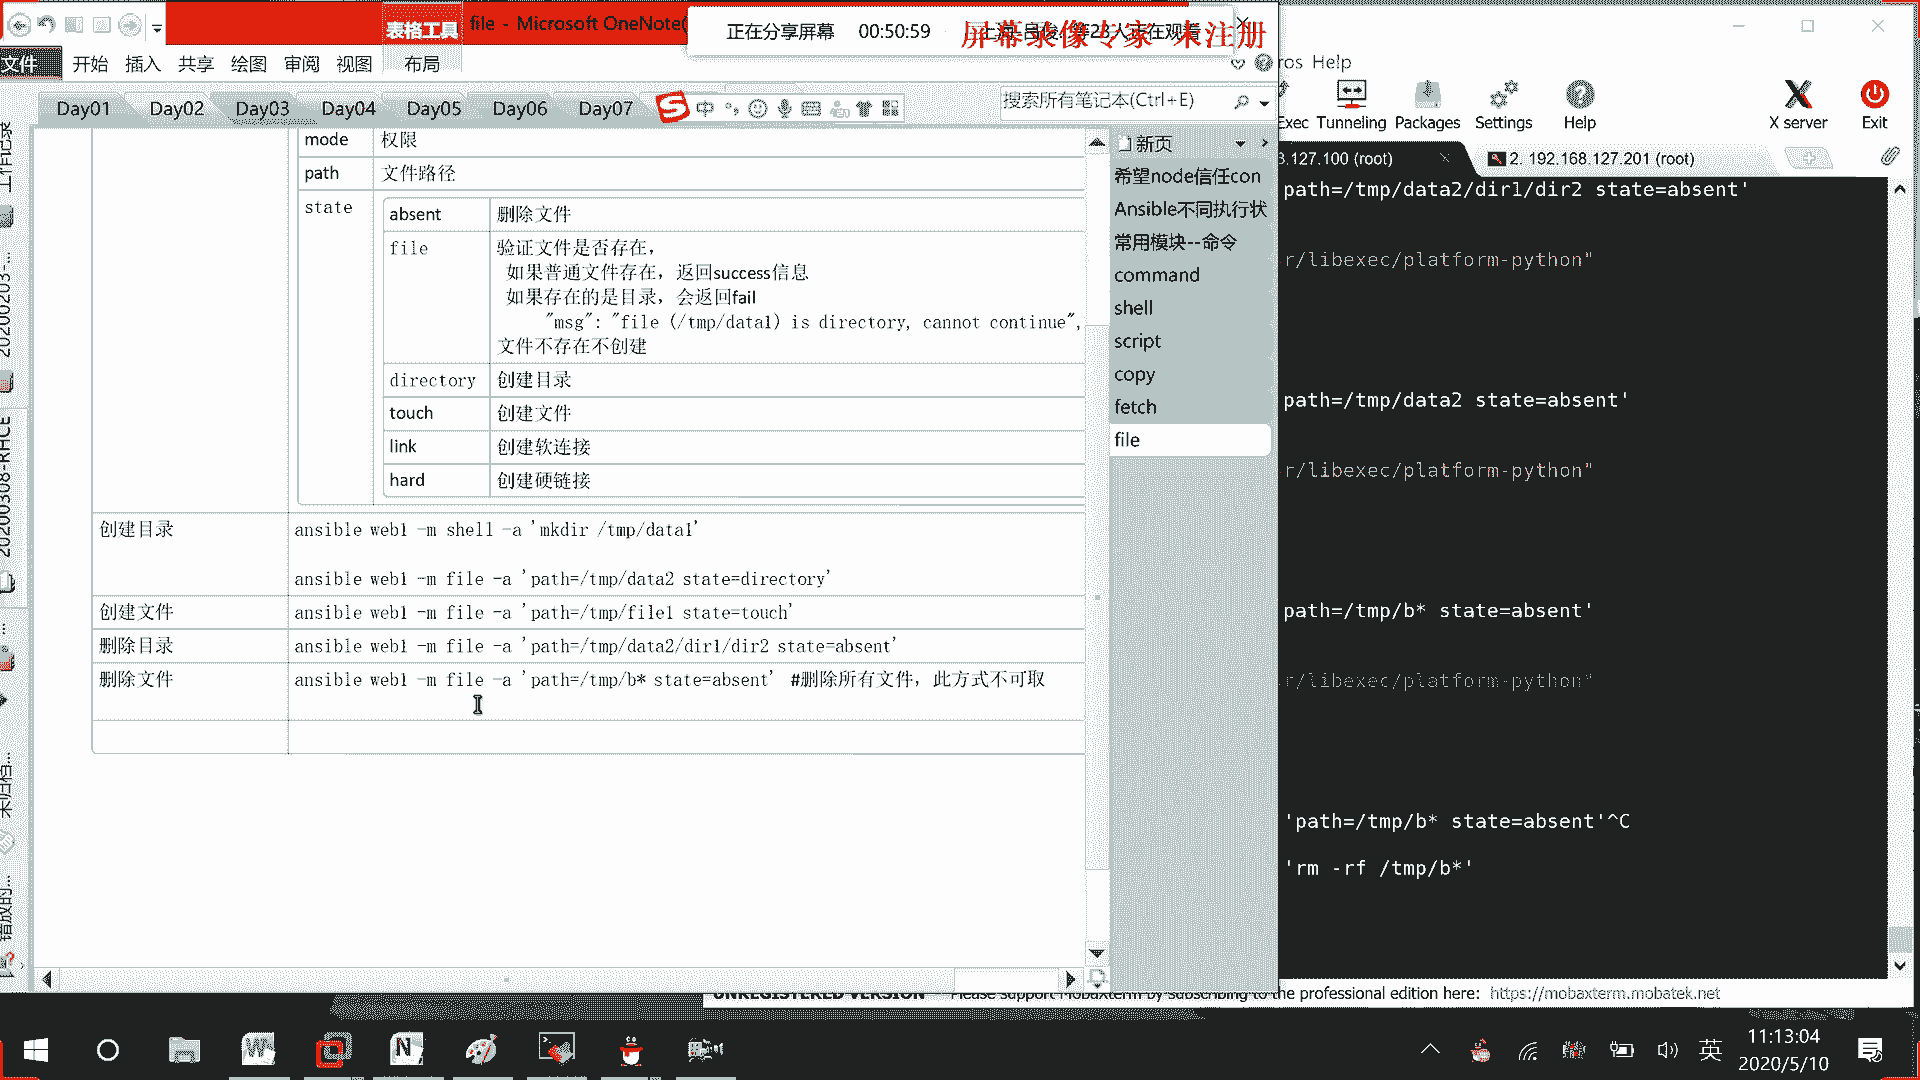 表格工具
file - Microsoft OneNote(
正在分享屏幕 00:50:59
屏幕录像专家 未注册
文件 开始 插入 共享 绘图 审阅 视图 布局
ros Help
Day01 Day02 Day03 Day04 Day05 Day06 Day07
中
搜索所有笔记本(Ctrl+E)
Exec Tunneling Packages Settings Help X server Exit
3.127.100 (root)
2. 192.168.127.201 (root)
mode 权限
path 文件路径
state
absent 删除文件
file 验证文件是否存在，
如果普通文件存在，返回success信息
如果存在的是目录，会返回fail
"msg": "file (/tmp/data1) is directory, cannot continue",
文件不存在不创建
directory 创建目录
touch 创建文件
link 创建软连接
hard 创建硬链接
创建目录 ansible web1 -m shell -a 'mkdir /tmp/data1'
ansible web1 -m file -a 'path=/tmp/data2 state=directory'
创建文件 ansible web1 -m file -a 'path=/tmp/file1 state=touch'
删除目录 ansible web1 -m file -a 'path=/tmp/data2/dir1/dir2 state=absent'
删除文件 ansible web1 -m file -a 'path=/tmp/b* state=absent' #删除所有文件，此方式不可取
新页
希望node信任con
Ansible不同执行状
常用模块--命令
command
shell
script
copy
fetch
file
path=/tmp/data2/dir1/dir2 state=absent'
r/libexec/platform-python"
path=/tmp/data2 state=absent'
r/libexec/platform-python"
path=/tmp/b* state=absent'
r/libexec/platform-python"
'path=/tmp/b* state=absent'^C
'rm -rf /tmp/b*'
工作记录
20200203-...
20200308-RHCE
未归档...
错放的...
UNREGISTERED VERSION - Please support MobaXterm by subscribing to the professional edition here: https://mobaxterm.mobatek.net
英
11:13:04
2020/5/10